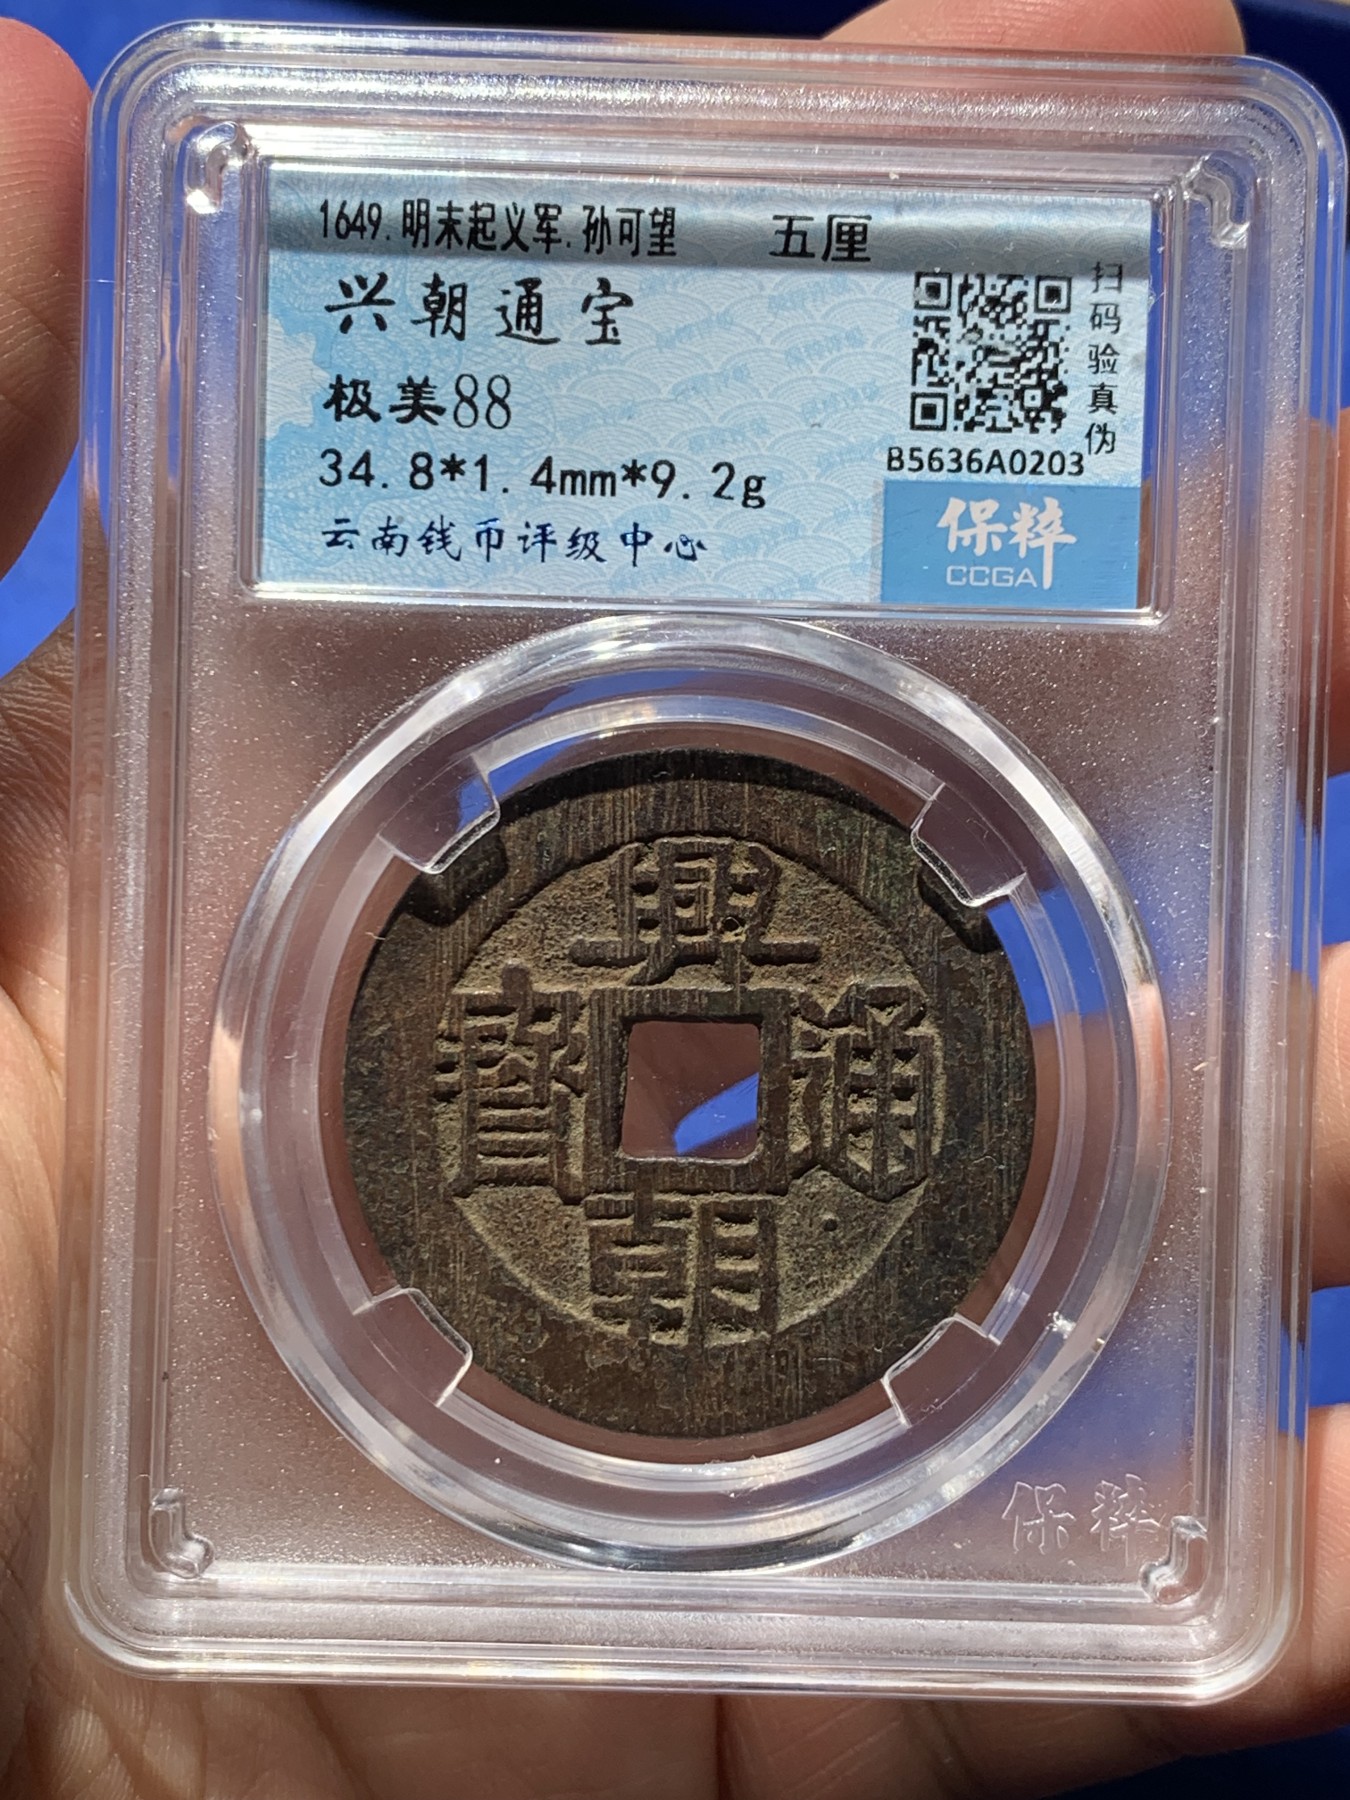 1649.明末起义军.孙可望 五厘
兴朝通宝
极美88
34.8*1.4mm*9.2g
云南钱币评级中心
扫码验真伪
B5636A0203
保粹
CCGA
興朝通寳
保粹